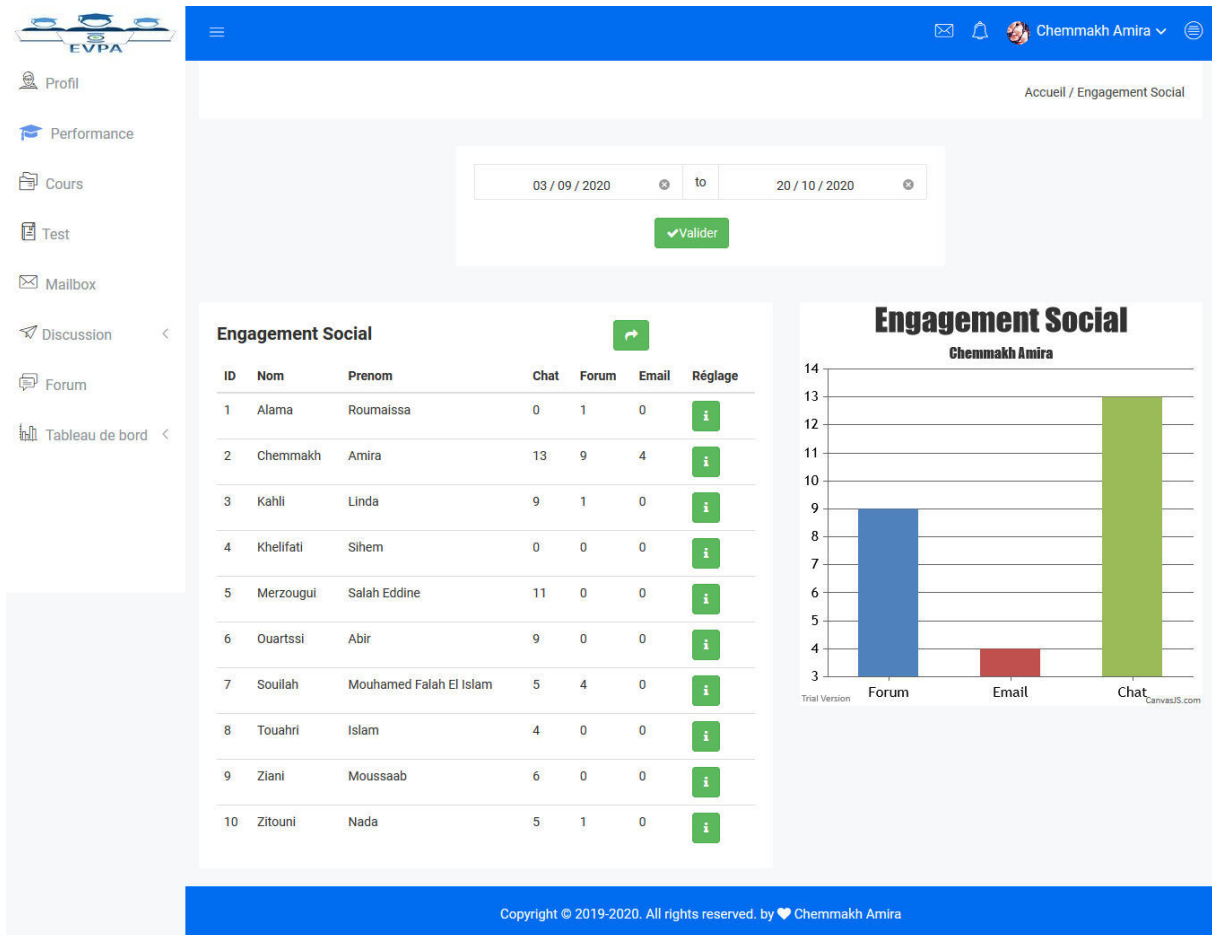 EVPA
Chemmakh Amira
Profil
Performance
Cours
Test
Mailbox
Discussion
Forum
Tableau de bord
Accueil / Engagement Social
03 / 09 / 2020 to 20 / 10 / 2020
Valider
Engagement Social
ID Nom Prenom Chat Forum Email Réglage
1 Alama Roumaissa 0 1 0
2 Chemmakh Amira 13 9 4
3 Kahli Linda 9 1 0
4 Khelifati Sihem 0 0 0
5 Merzougui Salah Eddine 11 0 0
6 Ouartssi Abir 9 0 0
7 Souilah Mouhamed Falah El Islam 5 4 0
8 Touahri Islam 4 0 0
9 Ziani Moussaab 6 0 0
10 Zitouni Nada 5 1 0
Engagement Social
Chemmakh Amira
14
13
12
11
10
9
8
7
6
5
4
3
Forum Email Chat
Trial Version CanvasJS.com
Copyright © 2019-2020. All rights reserved. by ❤ Chemmakh Amira